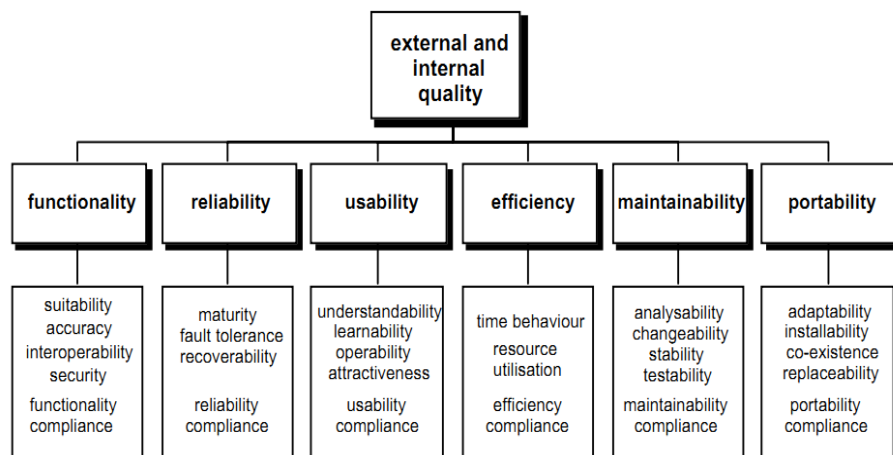 external and
internal
quality
functionality
reliability
usability
efficiency
maintainability
portability
suitability
accuracy
interoperability
security
functionality
compliance
maturity
fault tolerance
recoverability
reliability
compliance
understandability
learnability
operability
attractiveness
usability
compliance
time behaviour
resource
utilisation
efficiency
compliance
analysability
changeability
stability
testability
maintainability
compliance
adaptability
installability
co-existence
replaceability
portability
compliance